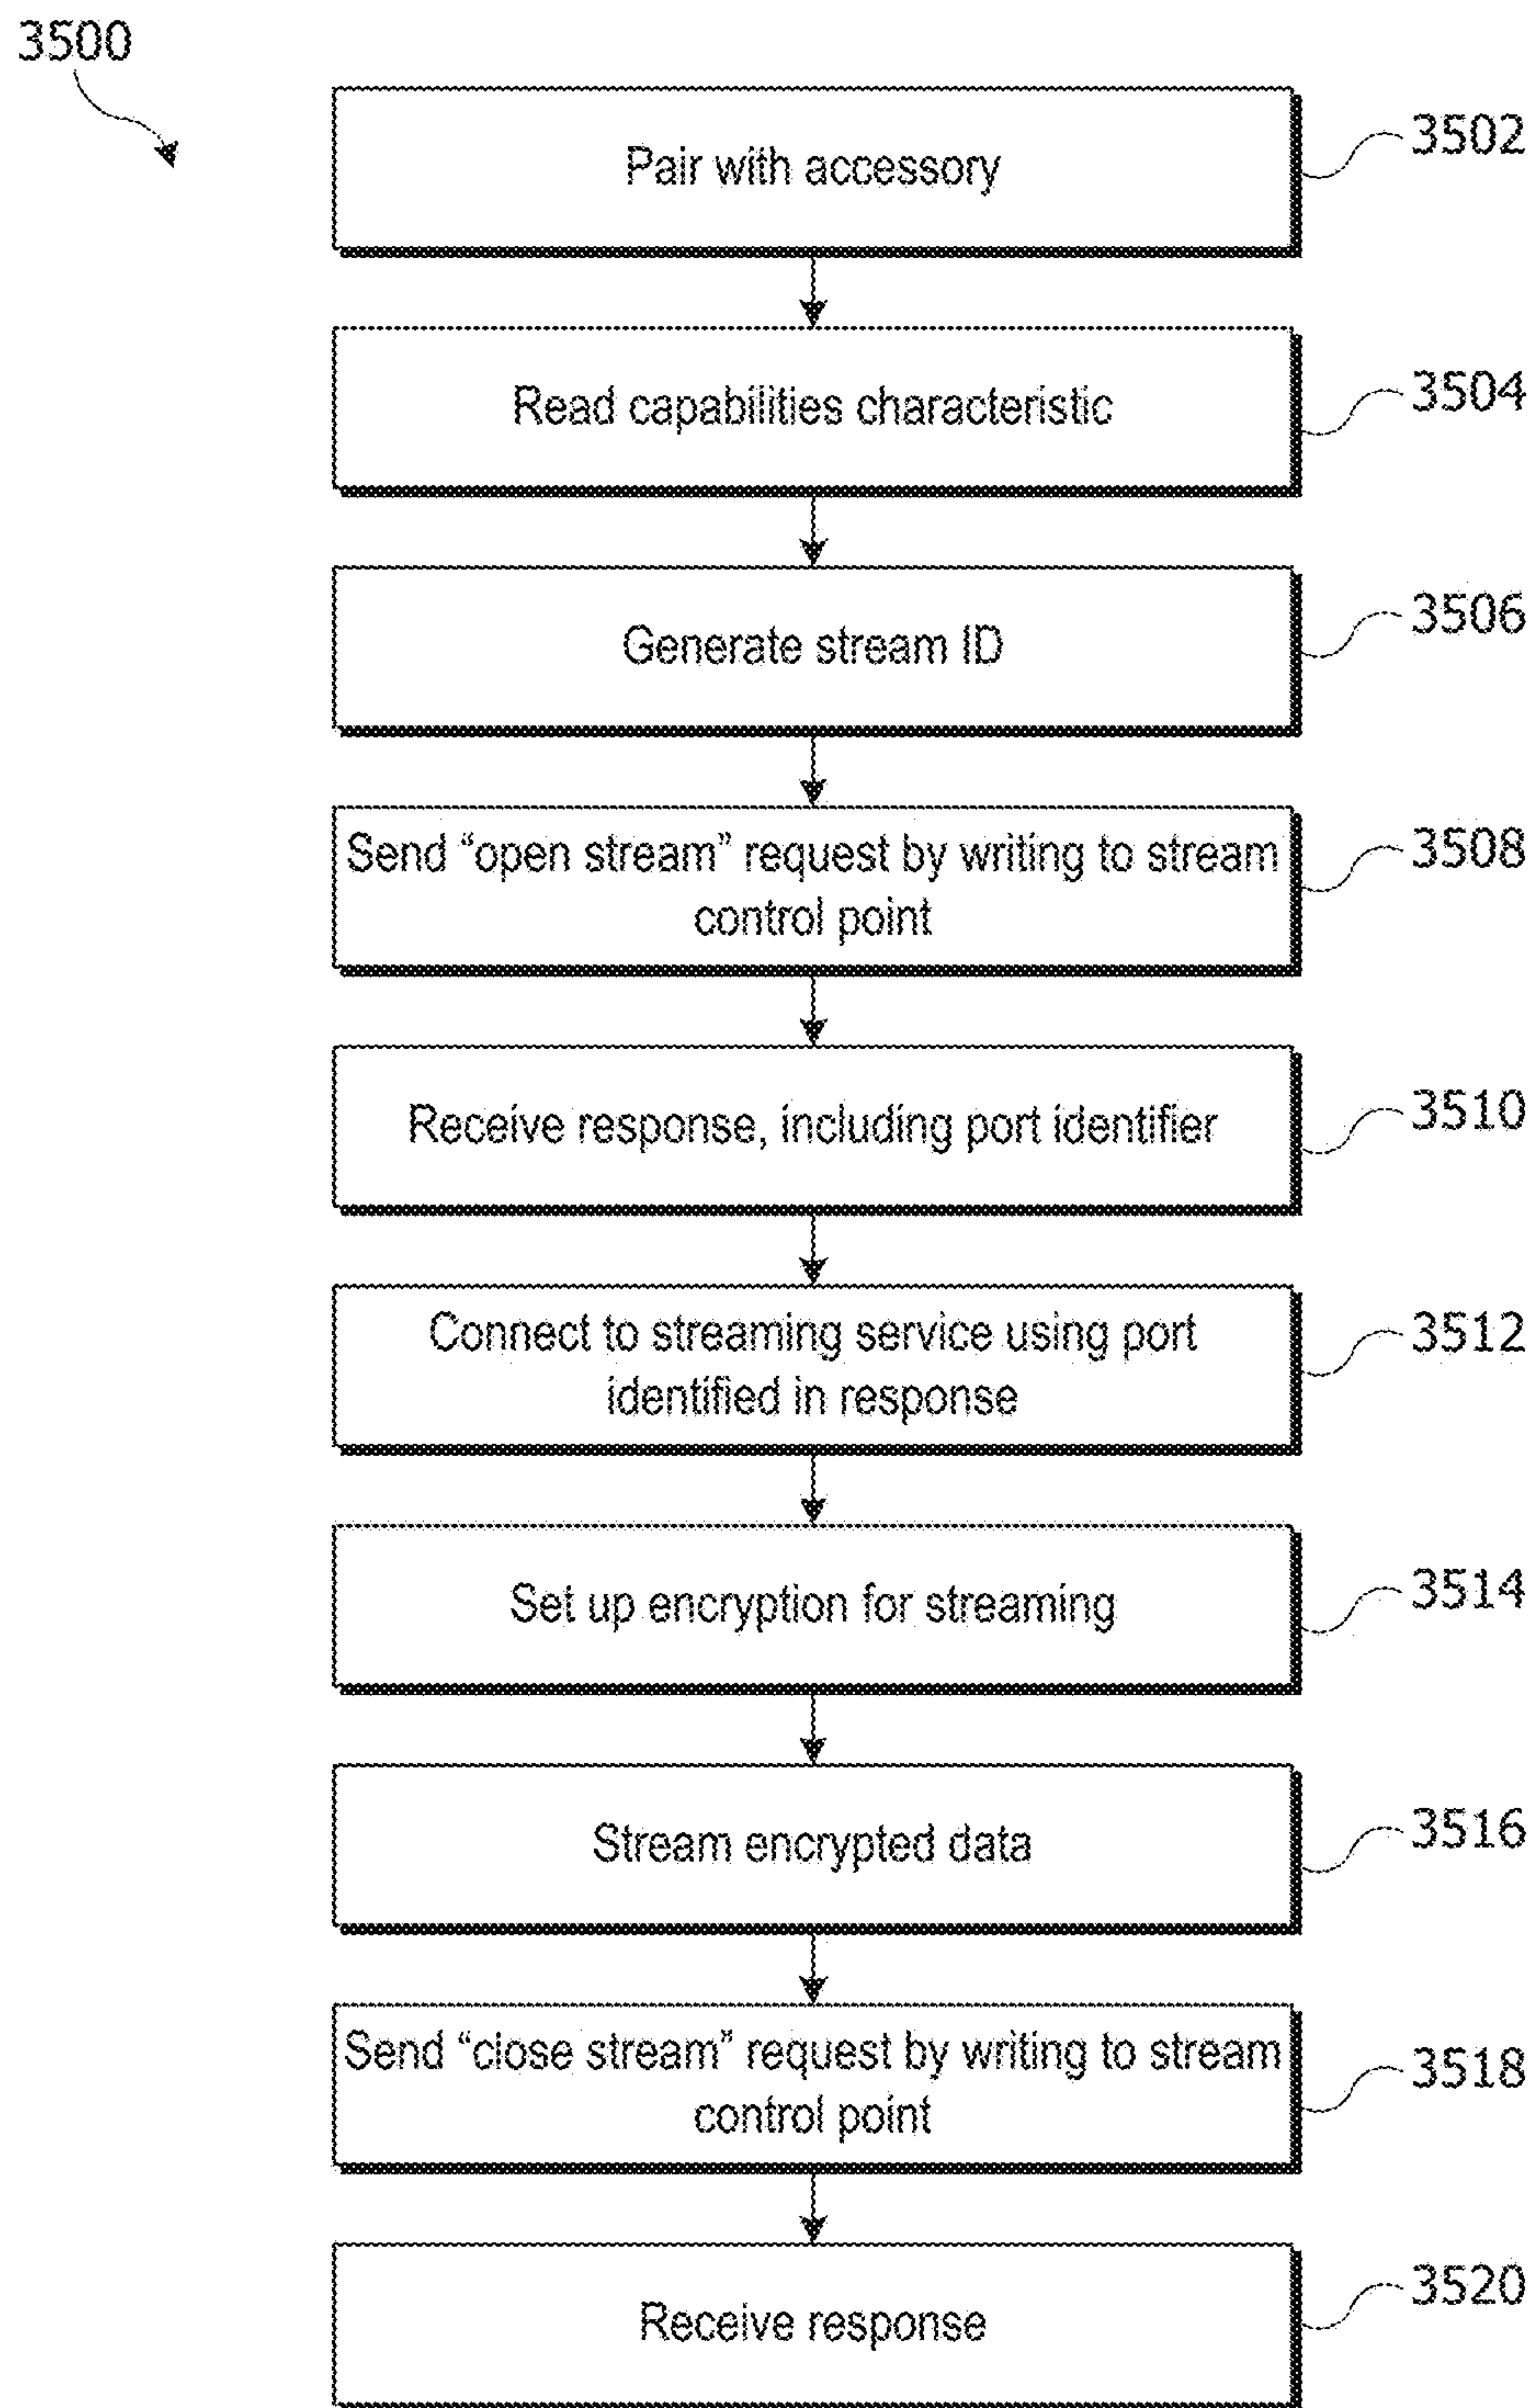 3500
Pair with accessory
3502
Read capabilities characteristic
3504
Generate stream ID
3506
Send “open stream” request by writing to stream
control point
3508
Receive response, including port identifier
3510
Connect to streaming service using port
identified in response
3512
Set up encryption for streaming
3514
Stream encrypted data
3516
Send “close stream” request by writing to stream
control point
3518
Receive response
3520